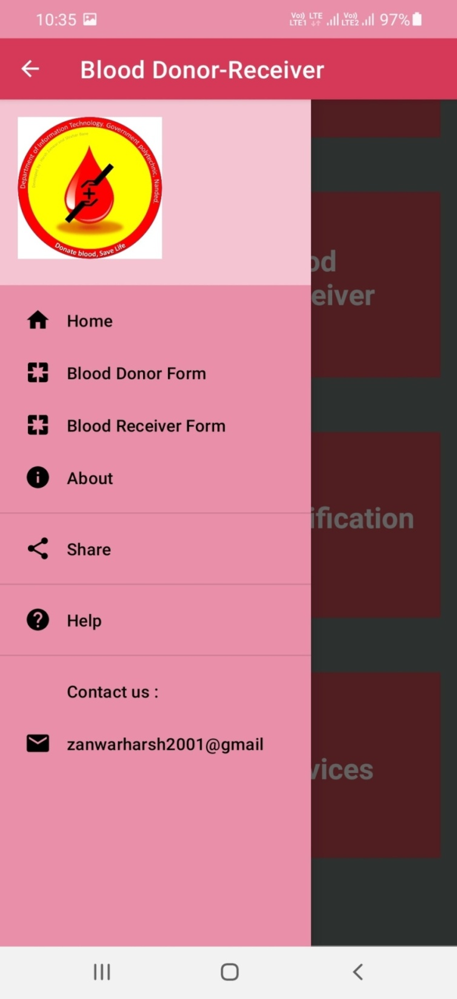 10:35
Vo) LTE
LTE1
Vo)
LTE2
97%
Blood Donor-Receiver
Department of Information Technology. Government polytechnic, Nanded.
Donate blood, Save Life
od
eiver
Home
Blood Donor Form
Blood Receiver Form
About
ification
Share
Help
Contact us :
zanwarharsh2001@gmail
vices